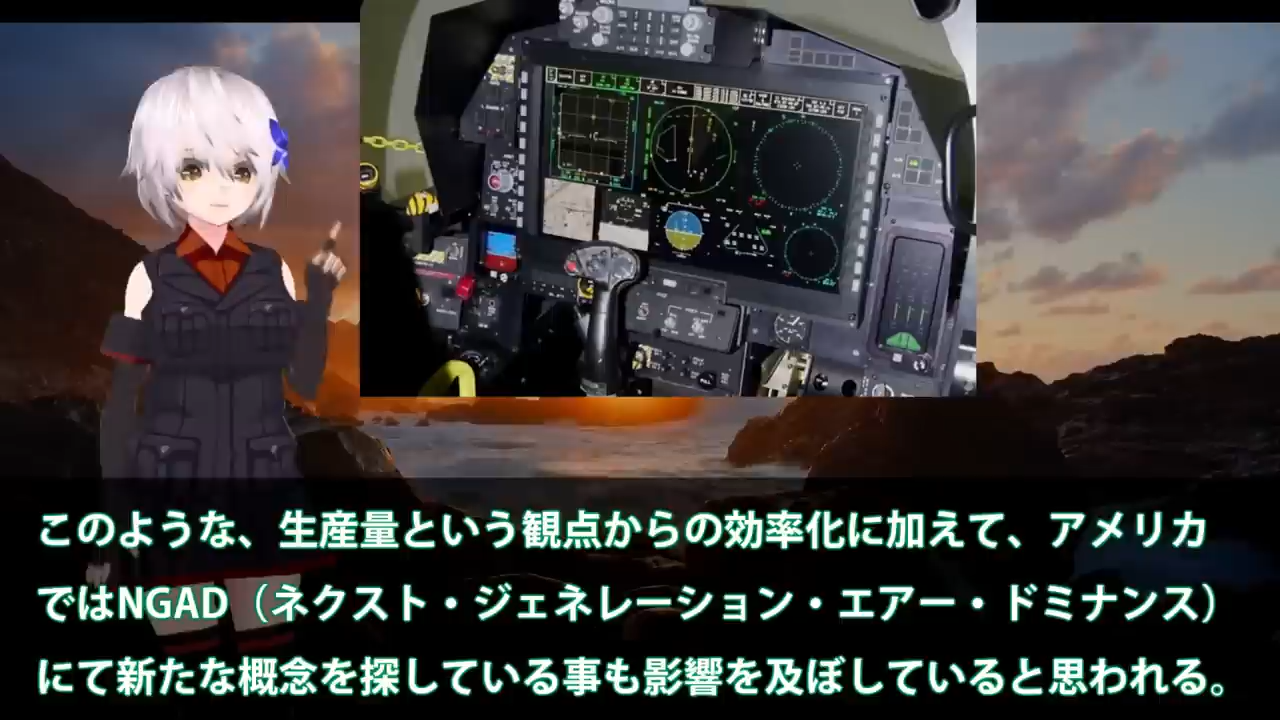 このような、生産量という観点からの効率化に加えて、アメリカ
ではNGAD（ネクスト・ジェネレーション・エアー・ドミナンス）
にて新たな概念を探している事も影響を及ぼしていると思われる。